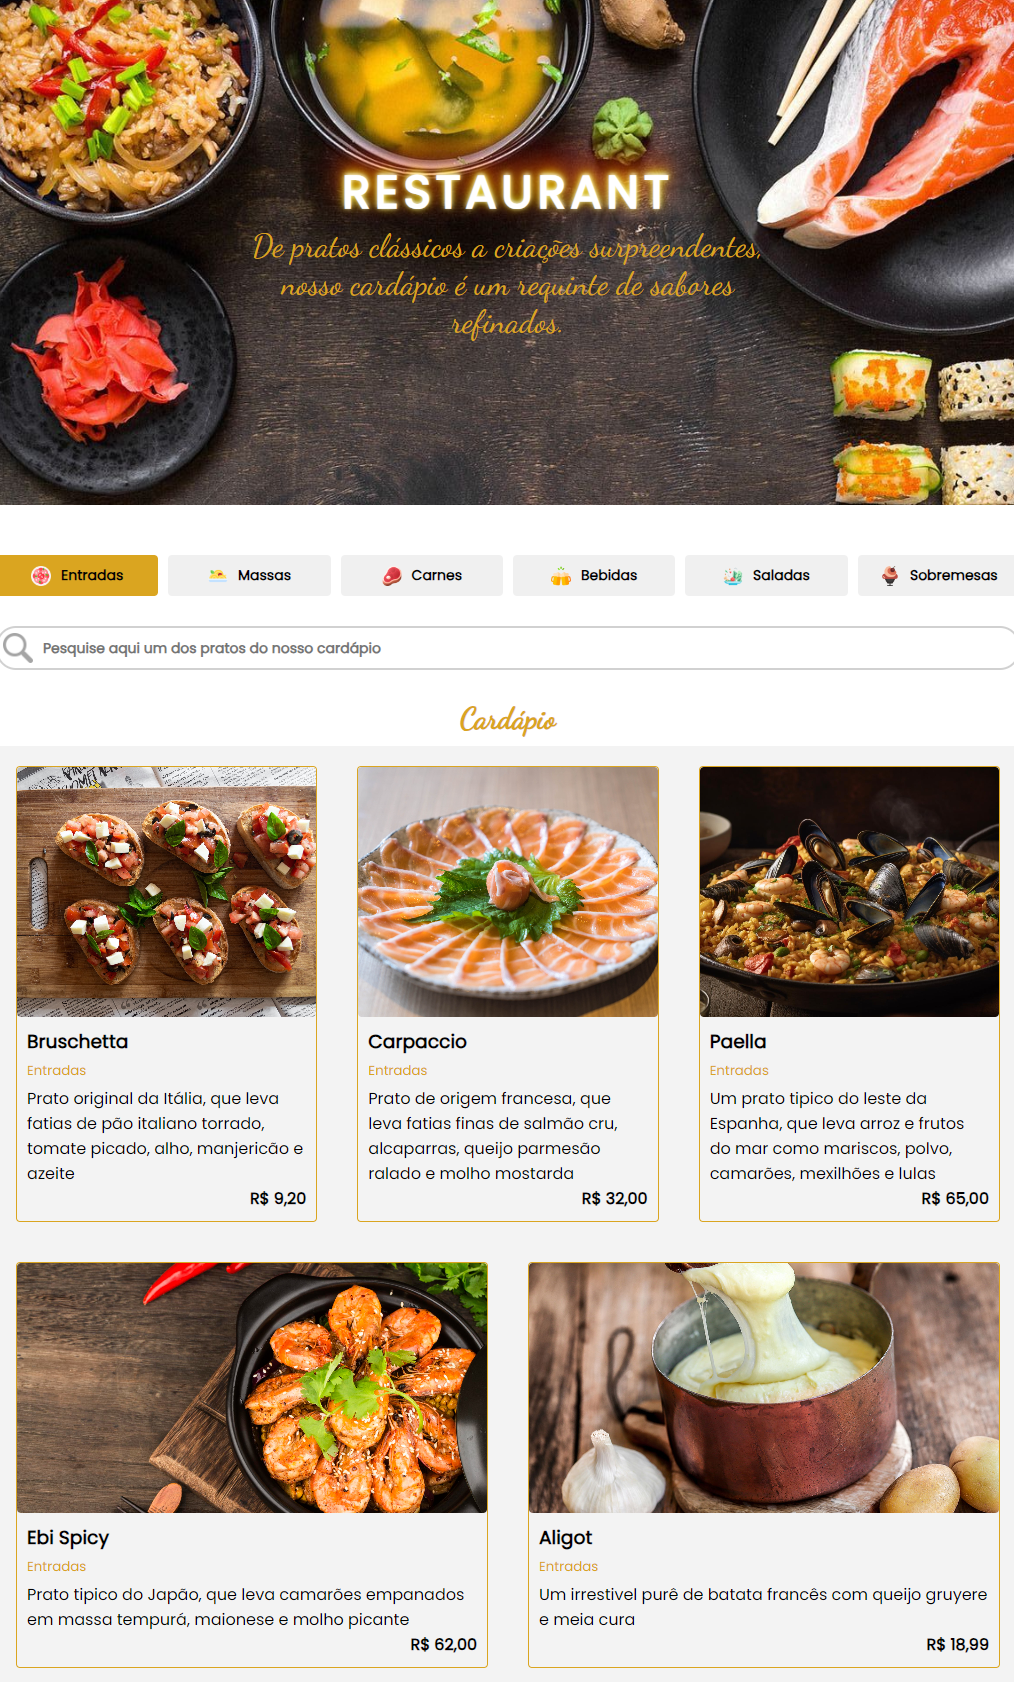 RESTAURANT
De pratos clássicos a criações surpreendentes,
nosso cardápio é um requinte de sabores
refinados.
Entradas
Massas
Carnes
Bebidas
Saladas
Sobremesas
Pesquise aqui um dos pratos do nosso cardápio
Cardápio
Bruschetta
Entradas
Prato original da Itália, que leva
fatias de pão italiano torrado,
tomate picado, alho, manjericão e
azeite
R$ 9,20
Carpaccio
Entradas
Prato de origem francesa, que
leva fatias finas de salmão cru,
alcaparras, queijo parmesão
ralado e molho mostarda
R$ 32,00
Paella
Entradas
Um prato tipico do leste da
Espanha, que leva arroz e frutos
do mar como mariscos, polvo,
camarões, mexilhões e lulas
R$ 65,00
Ebi Spicy
Entradas
Prato tipico do Japão, que leva camarões empanados
em massa tempurá, maionese e molho picante
R$ 62,00
Aligot
Entradas
Um irrestivel purê de batata francês com queijo gruyere
e meia cura
R$ 18,99